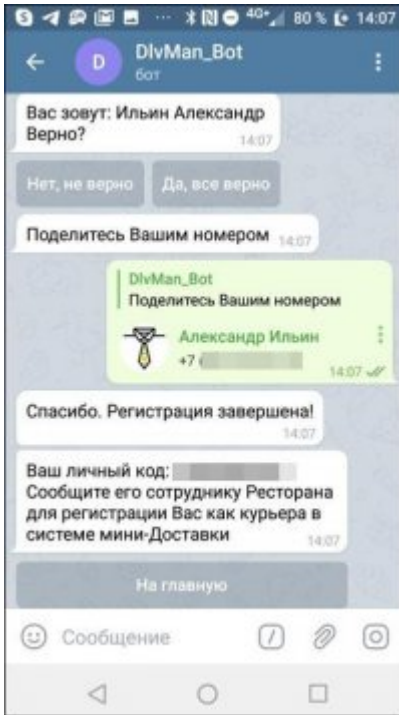 4G+ 80 % 14:07
D DlvMan_Bot
бот
Вас зовут: Ильин Александр
Верно?
14:07
Нет, не верно Да, все верно
Поделитесь Вашим номером 14:07
DlvMan_Bot
Поделитесь Вашим номером
Александр Ильин
+7
14:07
Спасибо. Регистрация завершена!
14:07
Ваш личный код:
Сообщите его сотруднику Ресторана
для регистрации Вас как курьера в
системе мини-Доставки
14:07
На главную
Сообщение